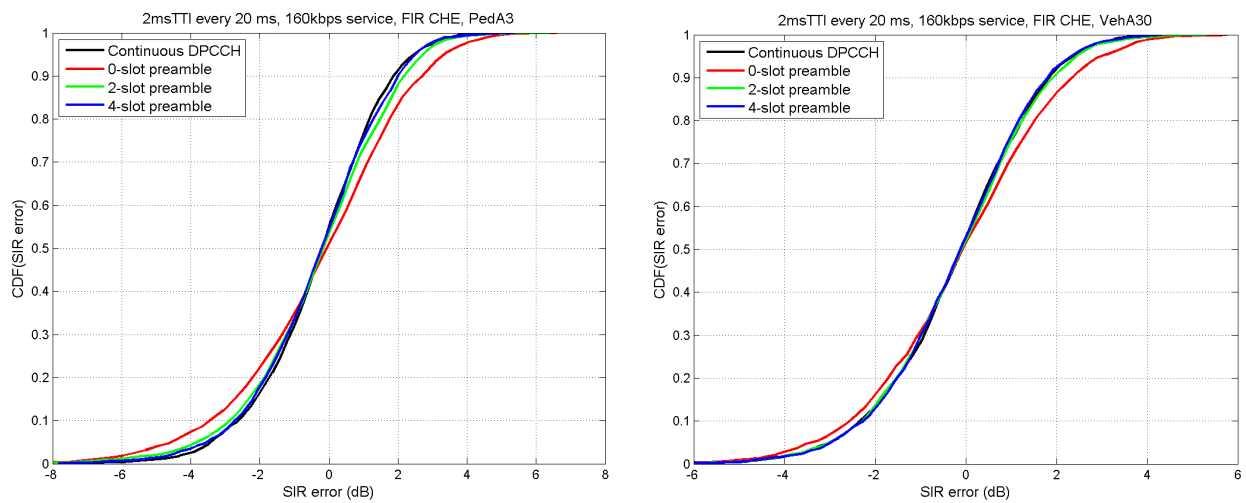 2msTTI every 20 ms, 160kbps service, FIR CHE, PedA3
Continuous DPCCH
0-slot preamble
2-slot preamble
4-slot preamble
1
0.9
0.8
0.7
0.6
0.5
0.4
0.3
0.2
0.1
0
CDF(SIR error)
-8 -6 -4 -2 0 2 4 6 8
SIR error (dB)
2msTTI every 20 ms, 160kbps service, FIR CHE, VehA30
Continuous DPCCH
0-slot preamble
2-slot preamble
4-slot preamble
1
0.9
0.8
0.7
0.6
0.5
0.4
0.3
0.2
0.1
0
CDF(SIR error)
-6 -4 -2 0 2 4 6
SIR error (dB)